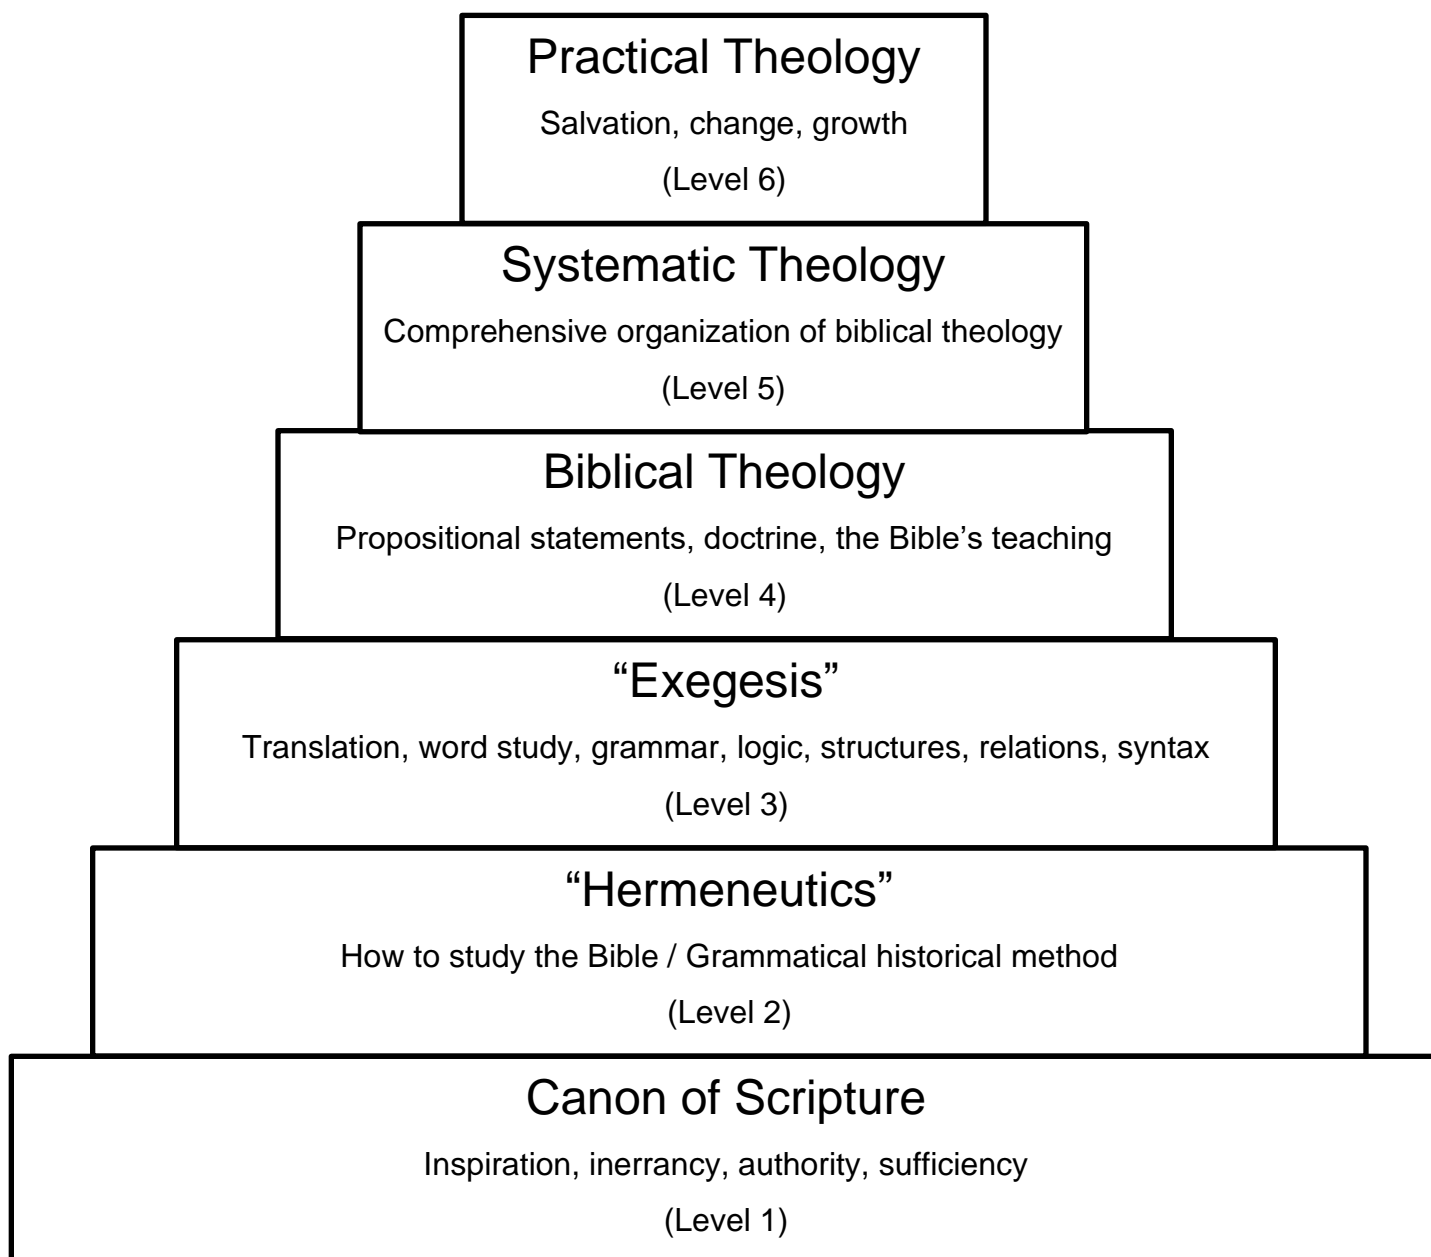 Practical Theology
Salvation, change, growth
(Level 6)
Systematic Theology
Comprehensive organization of biblical theology
(Level 5)
Biblical Theology
Propositional statements, doctrine, the Bible’s teaching
(Level 4)
“Exegesis”
Translation, word study, grammar, logic, structures, relations, syntax
(Level 3)
“Hermeneutics”
How to study the Bible / Grammatical historical method
(Level 2)
Canon of Scripture
Inspiration, inerrancy, authority, sufficiency
(Level 1)